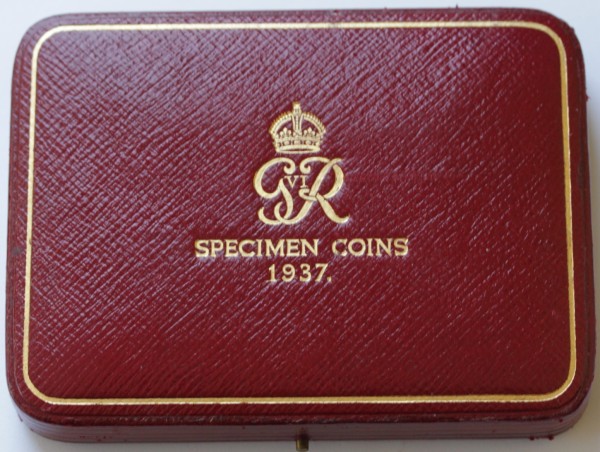 GVIR
SPECIMEN COINS
1937.